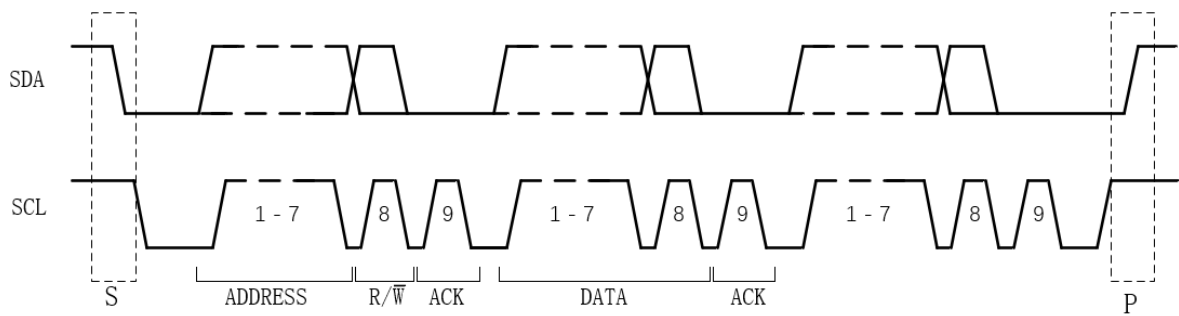 SDA
SCL
1-7 8 9 1-7 8 9 1-7 8 9
S ADDRESS R/W̅ ACK DATA ACK P